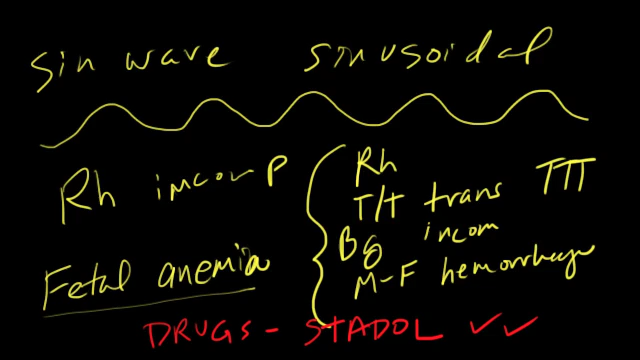 sin wave sinusoidal
Rh incomp
Fetal anemia
Rh
T/T trans TTT
BG incom
M-F hemorrhage
DRUGS - STADOL ✓✓